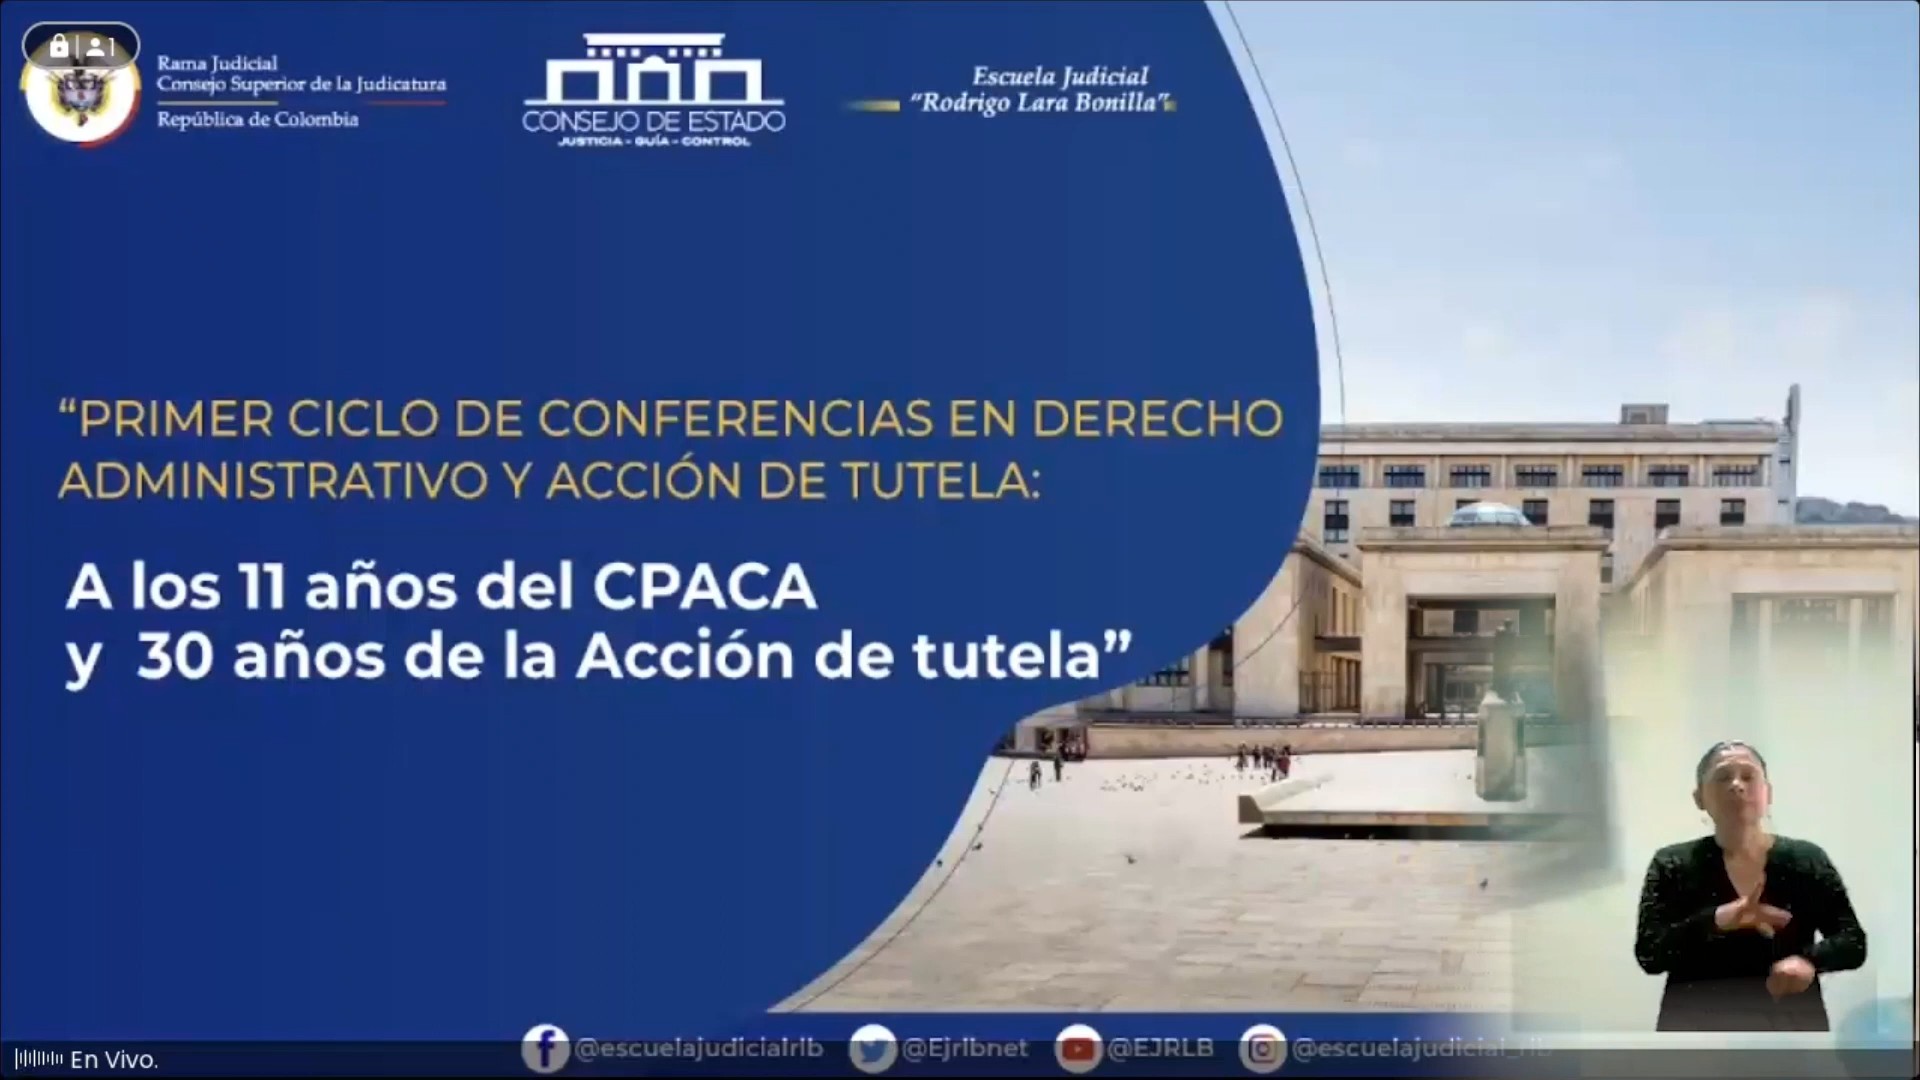 1
Rama Judicial
Consejo Superior de la Judicatura
República de Colombia
CONSEJO DE ESTADO
JUSTICIA - GUÍA - CONTROL
Escuela Judicial
“Rodrigo Lara Bonilla”
“PRIMER CICLO DE CONFERENCIAS EN DERECHO
ADMINISTRATIVO Y ACCIÓN DE TUTELA:
A los 11 años del CPACA
y 30 años de la Acción de tutela”
@escuelajudicialrlb @Ejrlbnet @EJRLB @escuelajudicial_rlb
En Vivo.